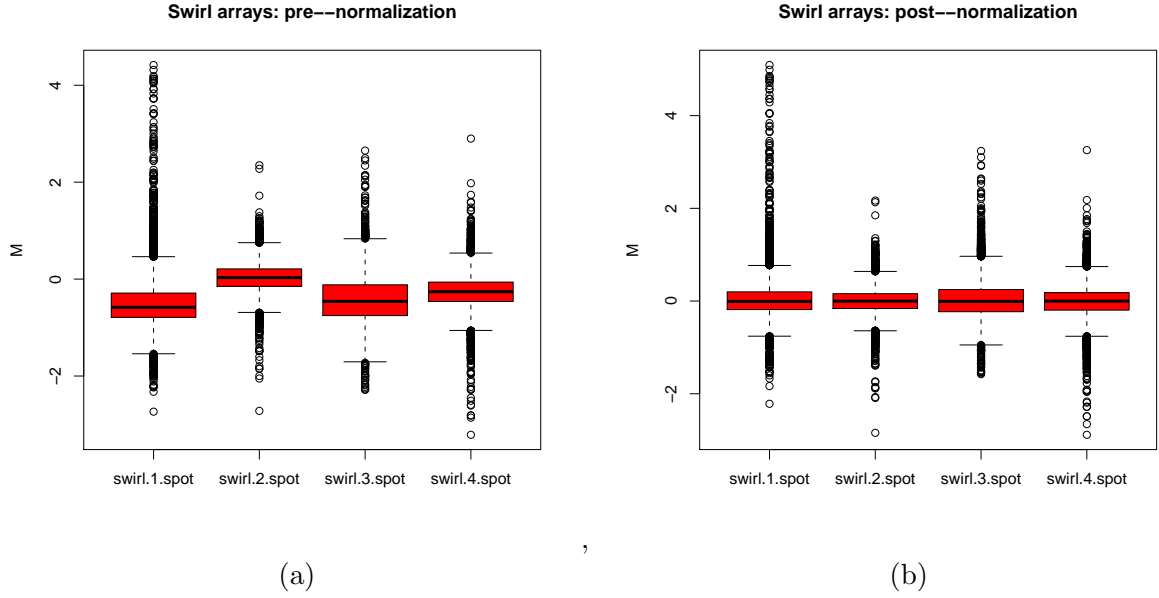 Swirl arrays: pre−−normalization
M
4
2
0
−2
swirl.1.spot swirl.2.spot swirl.3.spot swirl.4.spot
(a)
,
Swirl arrays: post−−normalization
M
4
2
0
−2
swirl.1.spot swirl.2.spot swirl.3.spot swirl.4.spot
(b)